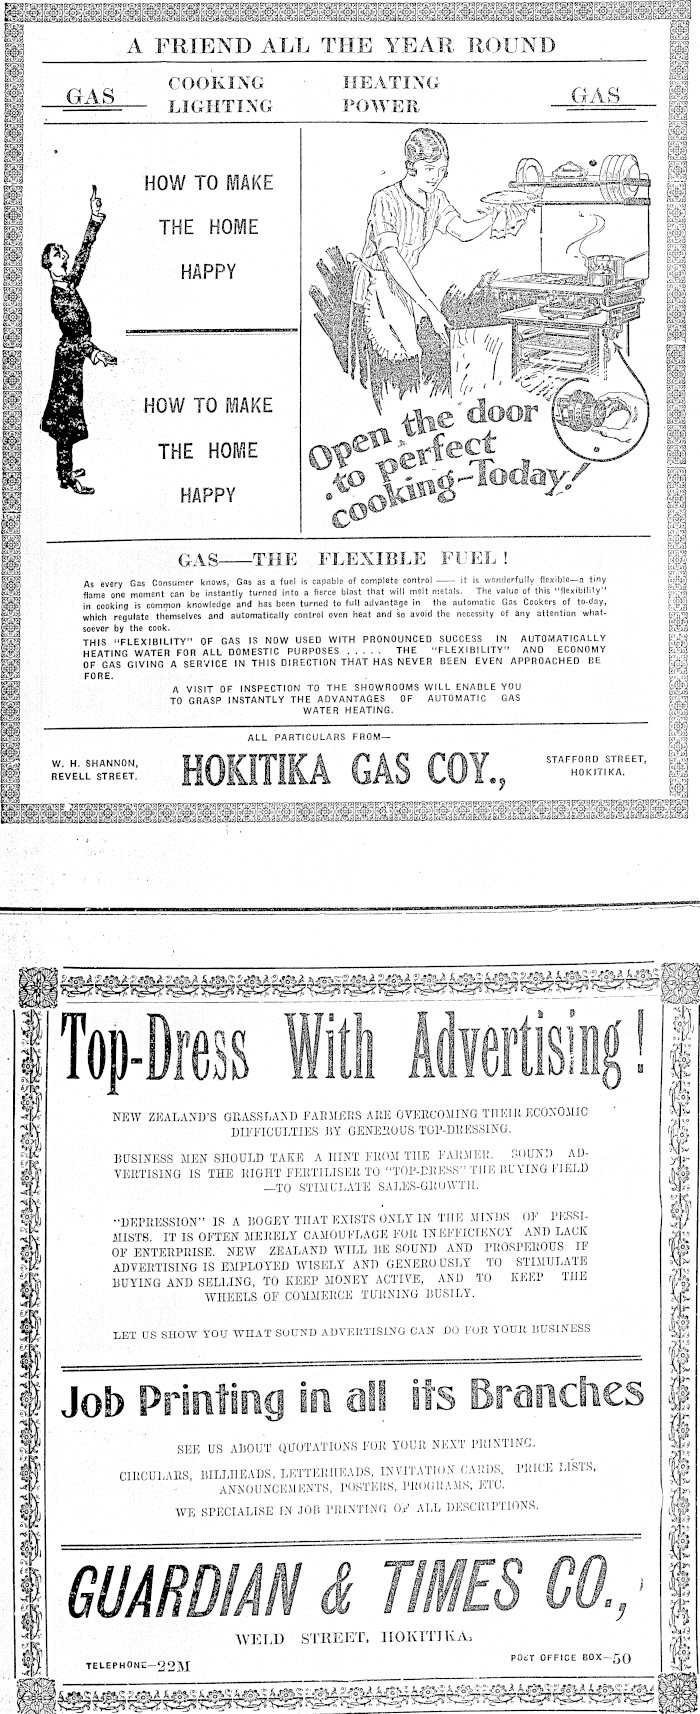 A FRIEND ALL THE YEAR ROUND
GAS
COOKING
LIGHTING
HEATING
POWER
GAS
HOW TO MAKE
THE HOME
HAPPY
HOW TO MAKE
THE HOME
HAPPY
Open the door
to perfect
cooking—Today!
GAS——THE FLEXIBLE FUEL!
As every Gas Consumer knows, Gas as a fuel is capable of complete control —— it is wonderfully flexible—a tiny
flame one moment can be instantly turned into a fierce blast that will melt metals. The value of this "flexibility"
in cooking is common knowledge and has been turned to full advantage in the automatic Gas Cookers of to-day,
which regulate themselves and automatically control oven heat and so avoid the necessity of any attention what-
soever by the cook.
THIS "FLEXIBILITY" OF GAS IS NOW USED WITH PRONOUNCED SUCCESS IN AUTOMATICALLY
HEATING WATER FOR ALL DOMESTIC PURPOSES ..... THE "FLEXIBILITY" AND ECONOMY
OF GAS GIVING A SERVICE IN THIS DIRECTION THAT HAS NEVER BEEN EVEN APPROACHED BE
FORE.
A VISIT OF INSPECTION TO THE SHOWROOMS WILL ENABLE YOU
TO GRASP INSTANTLY THE ADVANTAGES OF AUTOMATIC GAS
WATER HEATING.
ALL PARTICULARS FROM—
W. H. SHANNON,
REVELL STREET.
HOKITIKA GAS COY.,
STAFFORD STREET,
HOKITIKA.
Top-Dress With Advertising!
NEW ZEALAND'S GRASSLAND FARMERS ARE OVERCOMING THEIR ECONOMIC
DIFFICULTIES BY GENEROUS TOP-DRESSING.
BUSINESS MEN SHOULD TAKE A HINT FROM THE FARMER. SOUND AD-
VERTISING IS THE RIGHT FERTILISER TO "TOP-DRESS" THE BUYING FIELD
—TO STIMULATE SALES-GROWTH.
"DEPRESSION" IS A BOGEY THAT EXISTS ONLY IN THE MINDS OF PESSI-
MISTS. IT IS OFTEN MERELY CAMOUFLAGE FOR INEFFICIENCY AND LACK
OF ENTERPRISE. NEW ZEALAND WILL BE SOUND AND PROSPEROUS IF
ADVERTISING IS EMPLOYED WISELY AND GENEROUSLY TO STIMULATE
BUYING AND SELLING, TO KEEP MONEY ACTIVE, AND TO KEEP THE
WHEELS OF COMMERCE TURNING BUSILY.
LET US SHOW YOU WHAT SOUND ADVERTISING CAN DO FOR YOUR BUSINESS
Job Printing in all its Branches
SEE US ABOUT QUOTATIONS FOR YOUR NEXT PRINTING.
CIRCULARS, BILLHEADS, LETTERHEADS, INVITATION CARDS, PRICE LISTS,
ANNOUNCEMENTS, POSTERS, PROGRAMS, ETC.
WE SPECIALISE IN JOB PRINTING OF ALL DESCRIPTIONS.
GUARDIAN & TIMES CO.,
WELD STREET, HOKITIKA.
TELEPHONE—22M
POST OFFICE BOX—50